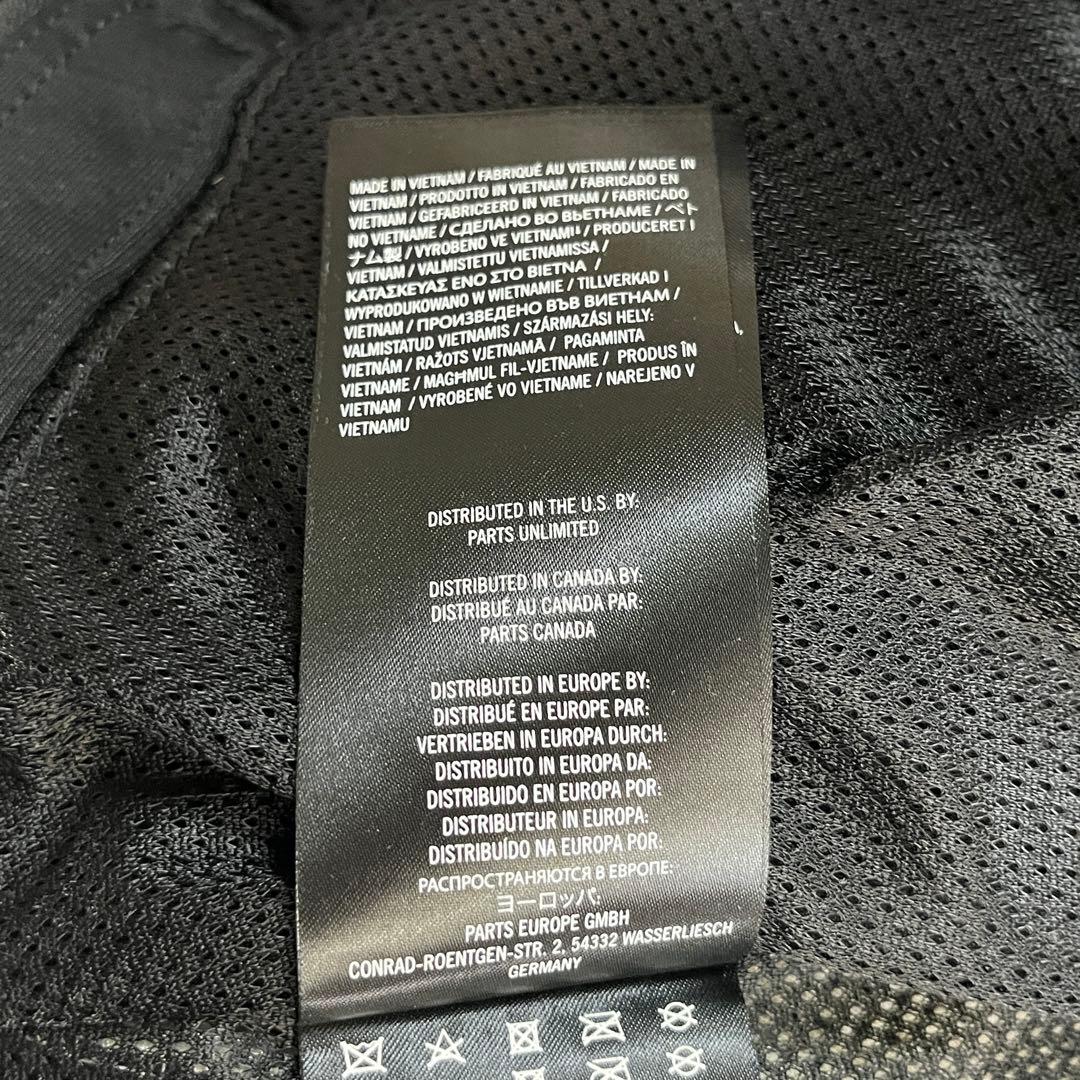 MADE IN VIETNAM / FABRIQUÉ AU VIETNAM / MADE IN
VIETNAM / PRODOTTO IN VIETNAM / FABRICADO EN
VIETNAM / GEFABRICEERD IN VIETNAM / FABRICADO
NO VIETNAME / СДЕЛАНО ВО ВЬЕТНАМЕ / ベト
ナム製 / VYROBENO VE VIETNAMU / PRODUCERET I
VIETNAM / VALMISTETTU VIETNAMISSA /
ΚΑΤΑΣΚΕΥΑΣ ΕΝΟ ΣΤΟ ΒΙΕΤΝΑ /
WYPRODUKOWANO W WIETNAMIE / TILLVERKAD I
VIETNAM / ПРОИЗВЕДЕНО ВЪВ ВИЕТНАМ /
VALMISTATUD VIETNAMIS / SZÁRMAZÁSI HELY:
VIETNÁM / RAŽOTS VJETNAMĀ / PAGAMINTA
VIETNAME / MAGĦMUL FIL-VJETNAME / PRODUS ÎN
VIETNAM / VYROBENÉ VO VIETNAME / NAREJENO V
VIETNAMU
DISTRIBUTED IN THE U.S. BY:
PARTS UNLIMITED
DISTRIBUTED IN CANADA BY:
DISTRIBUÉ AU CANADA PAR:
PARTS CANADA
DISTRIBUTED IN EUROPE BY:
DISTRIBUÉ EN EUROPE PAR:
VERTRIEBEN IN EUROPA DURCH:
DISTRIBUITO IN EUROPA DA:
DISTRIBUIDO EN EUROPA POR:
DISTRIBUTEUR IN EUROPA:
DISTRIBUÍDO NA EUROPA POR:
РАСПРОСТРАНЯЮТСЯ В ЕВРОПЕ:
ヨーロッパ:
PARTS EUROPE GMBH
CONRAD-ROENTGEN-STR. 2, 54332 WASSERLIESCH
GERMANY